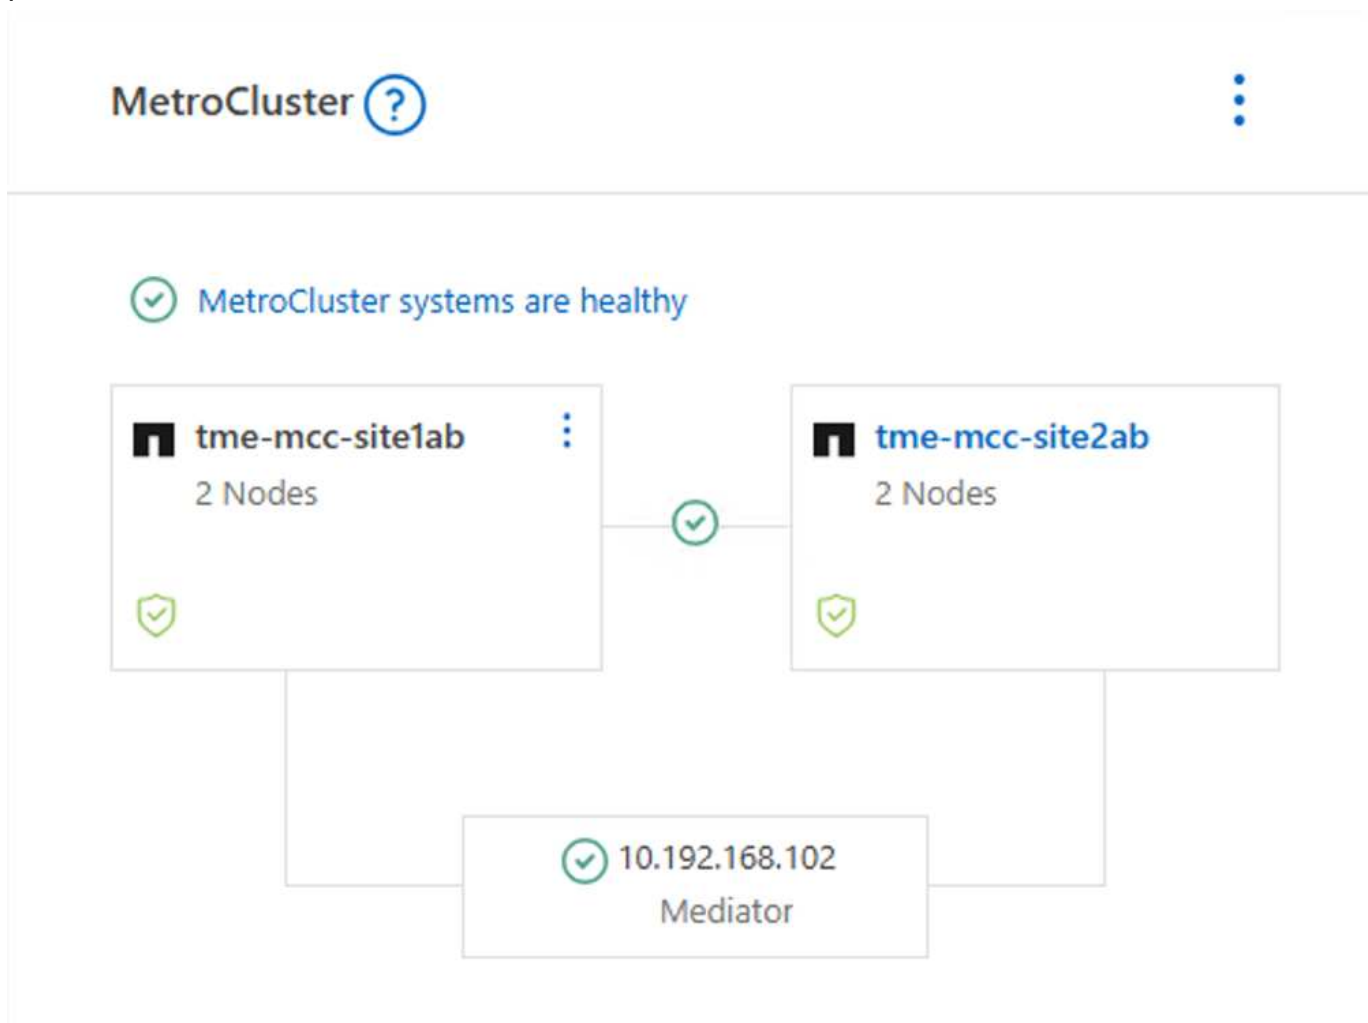 MetroCluster ?
MetroCluster systems are healthy
tme-mcc-site1ab
2 Nodes
tme-mcc-site2ab
2 Nodes
10.192.168.102
Mediator